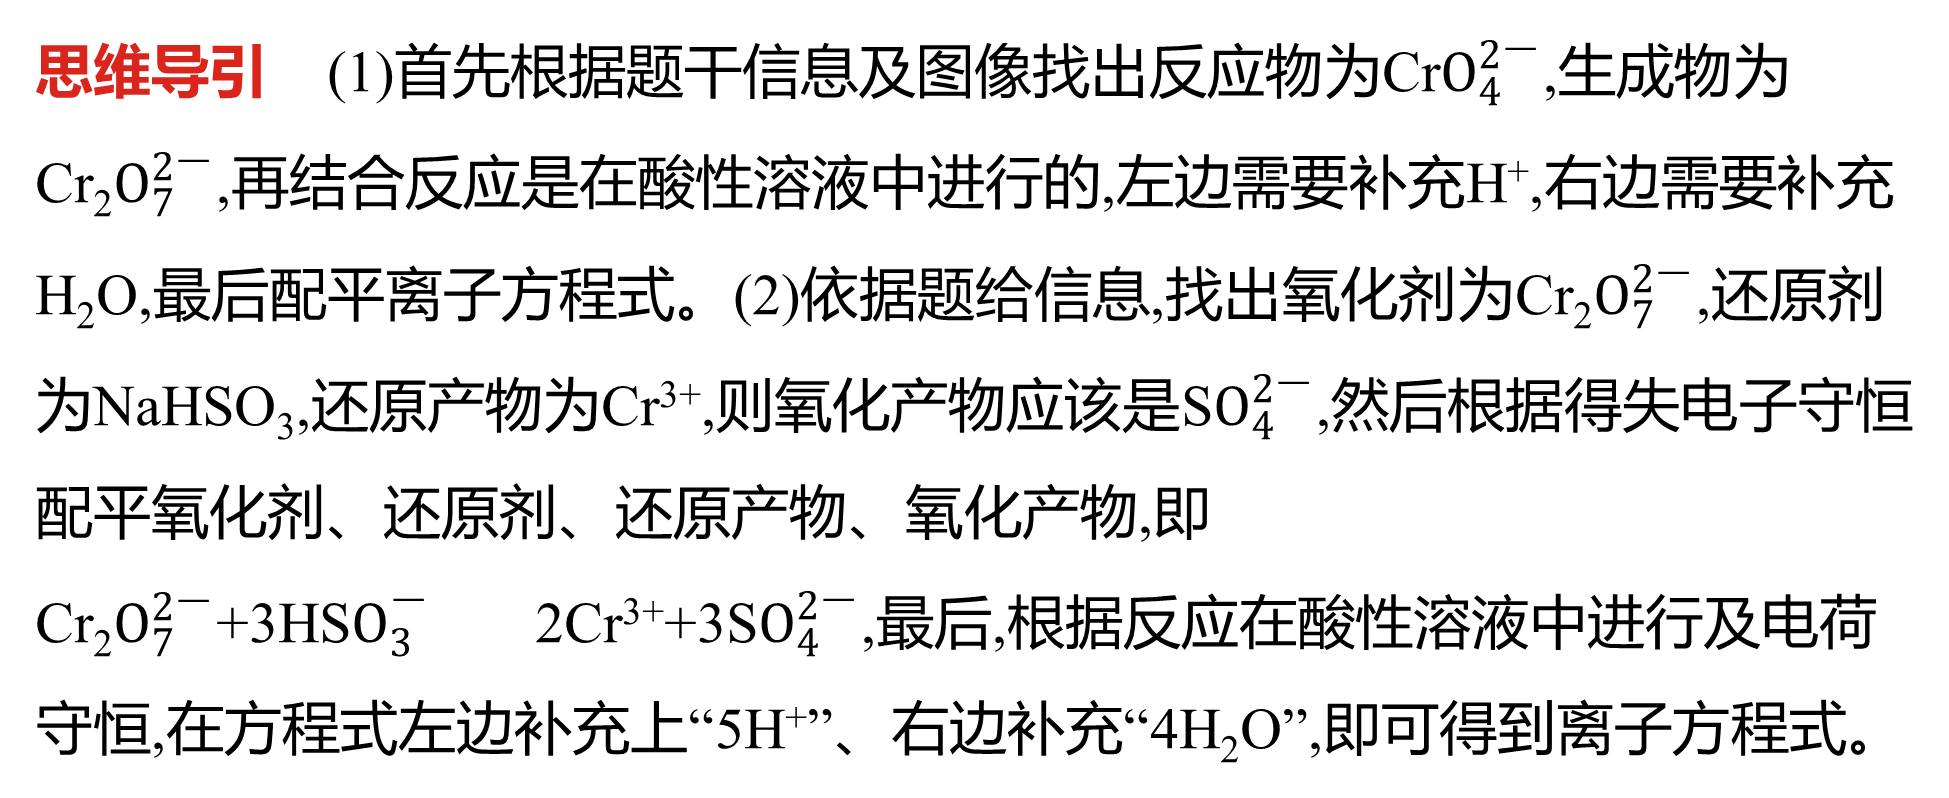 思维导引 (1)首先根据题干信息及图像找出反应物为CrO₄²⁻,生成物为
Cr₂O₇²⁻,再结合反应是在酸性溶液中进行的,左边需要补充H⁺,右边需要补充
H₂O,最后配平离子方程式。(2)依据题给信息,找出氧化剂为Cr₂O₇²⁻,还原剂
为NaHSO₃,还原产物为Cr³⁺,则氧化产物应该是SO₄²⁻,然后根据得失电子守恒
配平氧化剂、还原剂、还原产物、氧化产物,即
Cr₂O₇²⁻+3HSO₃⁻ 2Cr³⁺+3SO₄²⁻,最后,根据反应在酸性溶液中进行及电荷
守恒,在方程式左边补充上“5H⁺”、右边补充“4H₂O”,即可得到离子方程式。